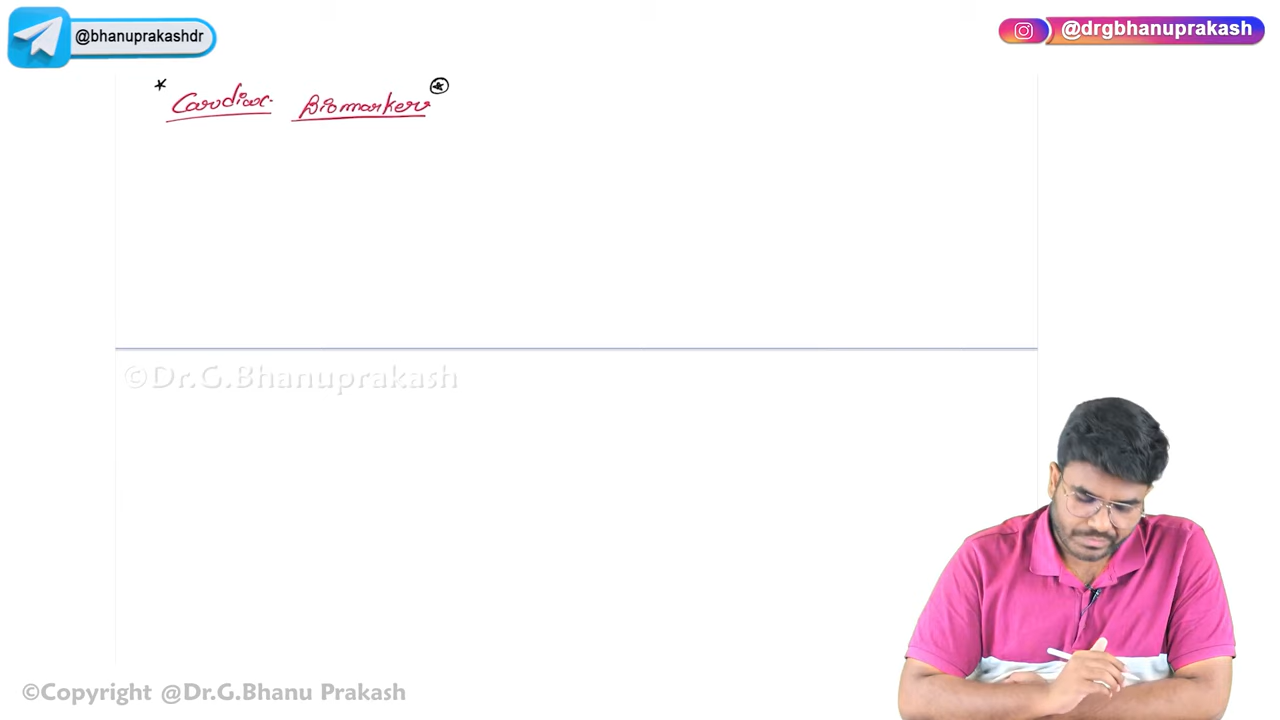 @bhanuprakashdr
@drgbhanuprakash
* Cardiac Biomarkers *
©Dr.G.Bhanuprakash
©Copyright @Dr.G.Bhanu Prakash